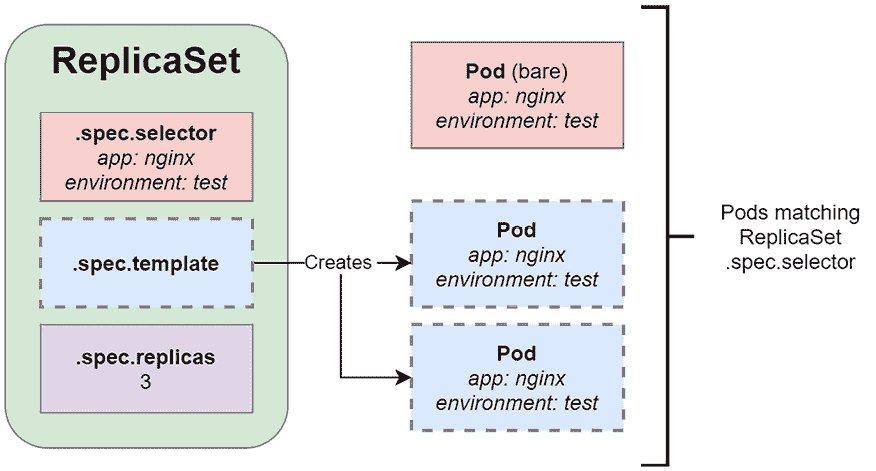 ReplicaSet
.spec.selector
app: nginx
environment: test
.spec.template
.spec.replicas
3
Creates
Pod (bare)
app: nginx
environment: test
Pod
app: nginx
environment: test
Pod
app: nginx
environment: test
Pods matching
ReplicaSet
.spec.selector